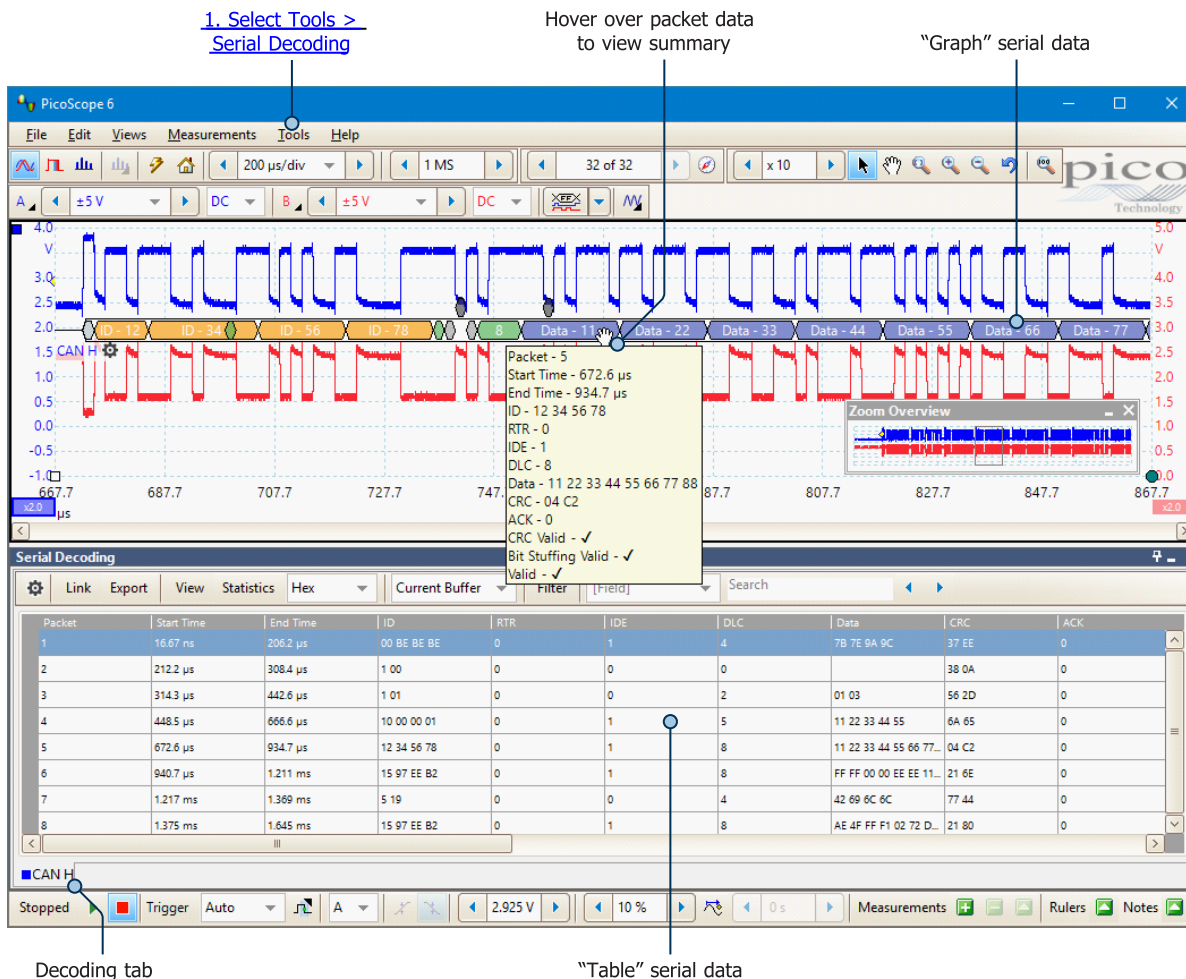 1. Select Tools >
Serial Decoding
Hover over packet data
to view summary
“Graph” serial data
PicoScope 6
File Edit Views Measurements Tools Help
200 µs/div 1 MS 32 of 32 x 10
pico
Technology
A ±5 V DC B ±5 V DC
4.0 5.0
V V
3.0 4.0
2.5 3.5
2.0 ID - 12 ID - 34 ID - 56 ID - 78 8 Data - 11 Data - 22 Data - 33 Data - 44 Data - 55 Data - 66 Data - 77 3.0
1.5 CAN H 2.5
1.0 2.0
0.5 1.5
0.0 1.0
-0.5 0.5
-1.0 0.0
Packet - 5
Start Time - 672.6 µs
End Time - 934.7 µs
ID - 12 34 56 78
RTR - 0
IDE - 1
DLC - 8
Data - 11 22 33 44 55 66 77 88
CRC - 04 C2
ACK - 0
CRC Valid - ✓
Bit Stuffing Valid - ✓
Valid - ✓
Zoom Overview
667.7 687.7 707.7 727.7 747. 87.7 807.7 827.7 847.7 867.7
x2.0 µs x2.0
Serial Decoding
Link Export View Statistics Hex Current Buffer Filter [Field] Search
Packet Start Time End Time ID RTR IDE DLC Data CRC ACK
1 16.67 ns 206.2 µs 00 BE BE BE 0 1 4 7B 7E 9A 9C 37 EE 0
2 212.2 µs 308.4 µs 1 00 0 0 0 38 0A 0
3 314.3 µs 442.6 µs 1 01 0 0 2 01 03 56 2D 0
4 448.5 µs 666.6 µs 10 00 00 01 0 1 5 11 22 33 44 55 6A 65 0
5 672.6 µs 934.7 µs 12 34 56 78 0 1 8 11 22 33 44 55 66 77... 04 C2 0
6 940.7 µs 1.211 ms 15 97 EE B2 0 1 8 FF FF 00 00 EE EE 11... 21 6E 0
7 1.217 ms 1.369 ms 5 19 0 0 4 42 69 6C 6C 77 44 0
8 1.375 ms 1.645 ms 15 97 EE B2 0 1 8 AE 4F FF F1 02 72 D... 21 80 0
CAN H
Stopped Trigger Auto A 2.925 V 10 % 0 s Measurements Rulers Notes
Decoding tab
“Table” serial data